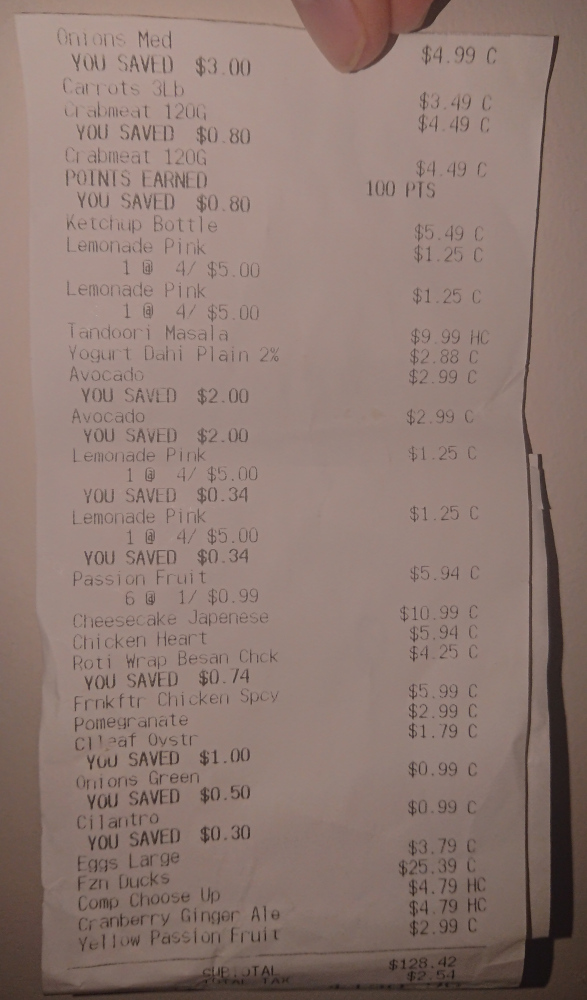 Onions Med $4.99 C
YOU SAVED $3.00
Carrots 3Lb $3.49 C
Crabmeat 120G $4.49 C
YOU SAVED $0.80
Crabmeat 120G $4.49 C
POINTS EARNED 100 PTS
YOU SAVED $0.80
Ketchup Bottle $5.49 C
Lemonade Pink $1.25 C
1 @ 4/ $5.00
Lemonade Pink $1.25 C
1 @ 4/ $5.00
Tandoori Masala $9.99 HC
Yogurt Dahi Plain 2% $2.88 C
Avocado $2.99 C
YOU SAVED $2.00
Avocado $2.99 C
YOU SAVED $2.00
Lemonade Pink $1.25 C
1 @ 4/ $5.00
YOU SAVED $0.34
Lemonade Pink $1.25 C
1 @ 4/ $5.00
YOU SAVED $0.34
Passion Fruit $5.94 C
6 @ 1/ $0.99
Cheesecake Japenese $10.99 C
Chicken Heart $5.94 C
Roti Wrap Besan Chck $4.25 C
YOU SAVED $0.74
Frnkftr Chicken Spcy $5.99 C
Pomegranate $2.99 C
Clleaf Oystr $1.79 C
YOU SAVED $1.00
Onions Green $0.99 C
YOU SAVED $0.50
Cilantro $0.99 C
YOU SAVED $0.30
Eggs Large $3.79 C
Fzn Ducks $25.39 C
Comp Choose Up $4.79 HC
Cranberry Ginger Ale $4.79 HC
Yellow Passion Fruit $2.99 C
SUBTOTAL $128.42
TOTAL TAX $2.54